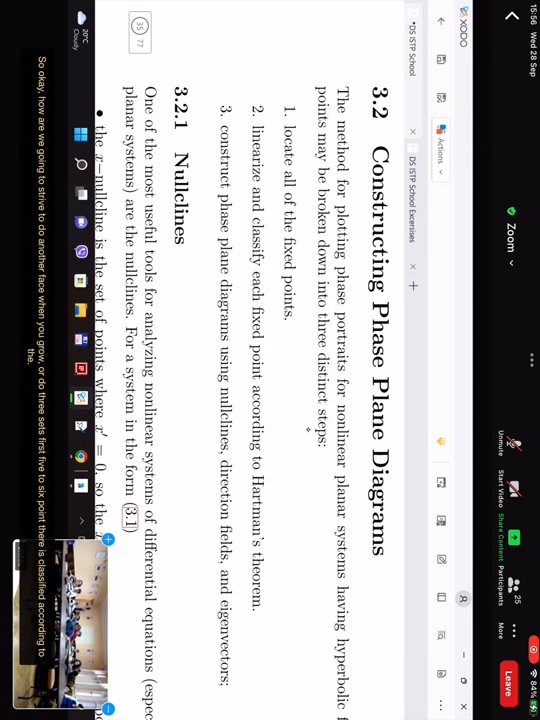 15:56 Wed 28 Sep
84%
Zoom
Unmute
Start Video
Share Content
25
Participants
More
Leave
XODO
*DS ISTP School
DS ISTP School Excersises
Actions
3.2 Constructing Phase Plane Diagrams
The method for plotting phase portraits for nonlinear planar systems having hyperbolic f
points may be broken down into three distinct steps:
1. locate all of the fixed points.
2. linearize and classify each fixed point according to Hartman's theorem.
3. construct phase plane diagrams using nullclines, direction fields, and eigenvectors;
3.2.1 Nullclines
One of the most useful tools for analyzing nonlinear systems of differential equations (espec
planar systems) are the nullclines. For a system in the form (3.1)
• the x−nullcline is the set of points where x′ = 0, so the
35 / 77
20°C
Cloudy
So okay, how are we going to strive to do another face when you grow, or do three sets first five to six point there is classified according to
the.